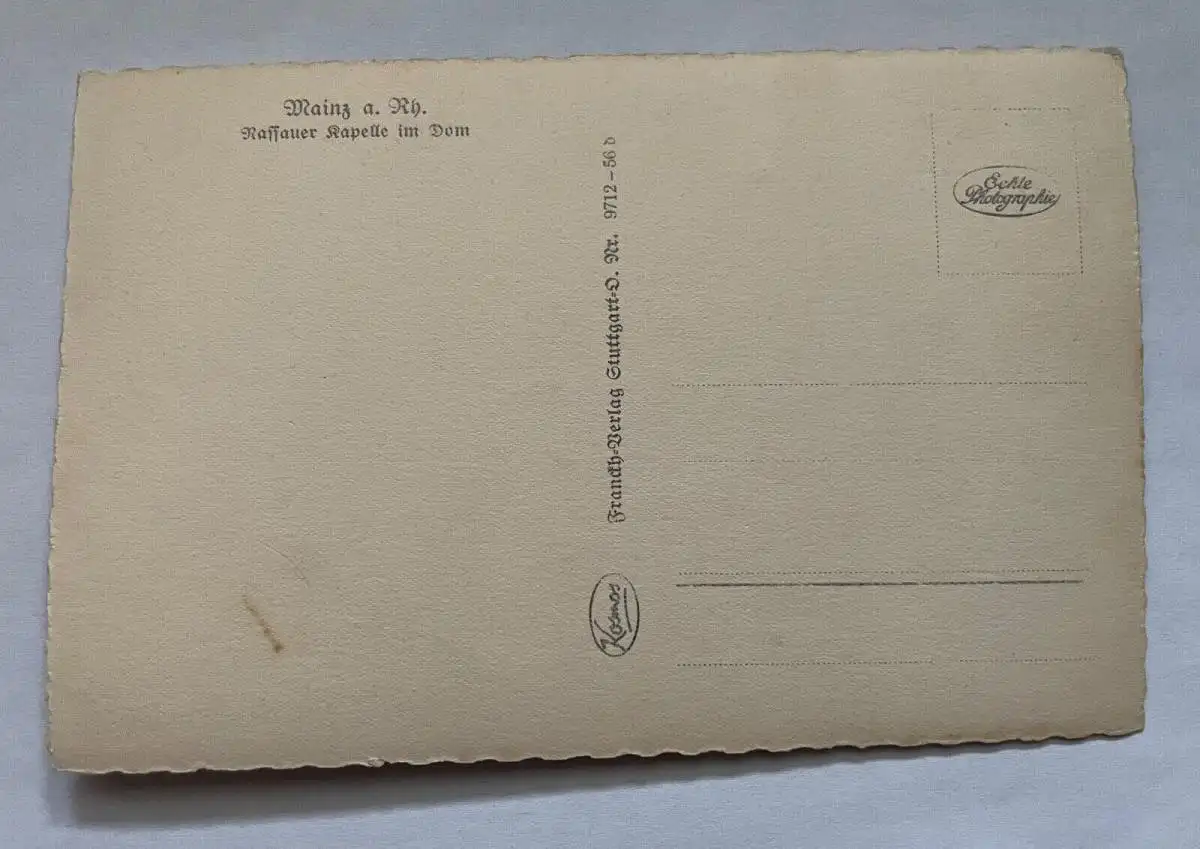 Mainz a. Rh.
Nassauer Kapelle im Dom
Franckh-Verlag Stuttgart-O. Nr. 9712-56 b
Kosmos
Echte
Photographie